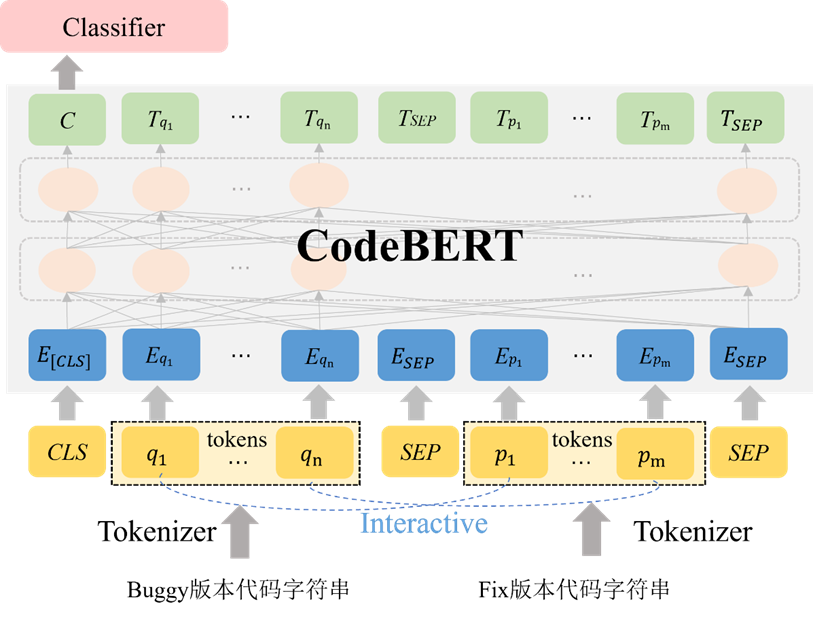 Classifier
C T_{q_1} ... T_{q_n} T_{SEP} T_{p_1} ... T_{p_m} T_{SEP}
... ...
CodeBERT
... ...
E_{[CLS]} E_{q_1} ... E_{q_n} E_{SEP} E_{p_1} ... E_{p_m} E_{SEP}
CLS q_1 tokens ... q_n SEP p_1 tokens ... p_m SEP
Interactive
Tokenizer Tokenizer
Buggy版本代码字符串 Fix版本代码字符串